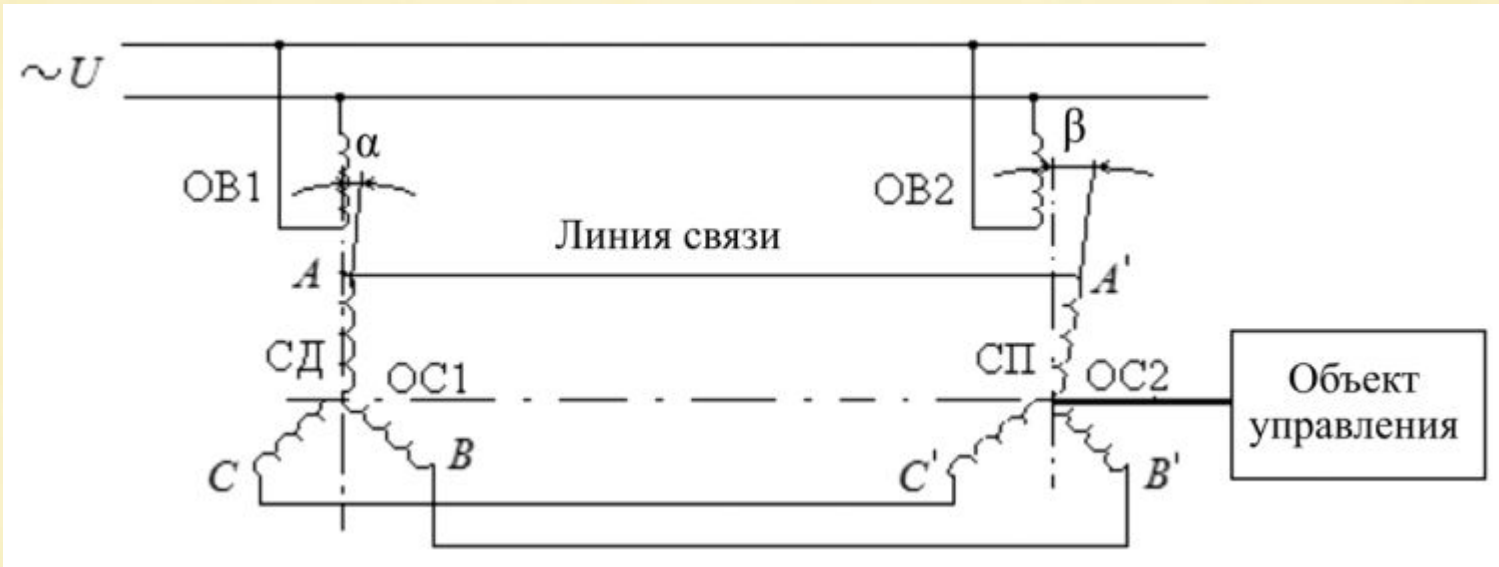 ~U
α
β
ОВ1
ОВ2
Линия связи
A
A'
СД
ОС1
СП
ОС2
Объект
управления
C
B
C'
B'